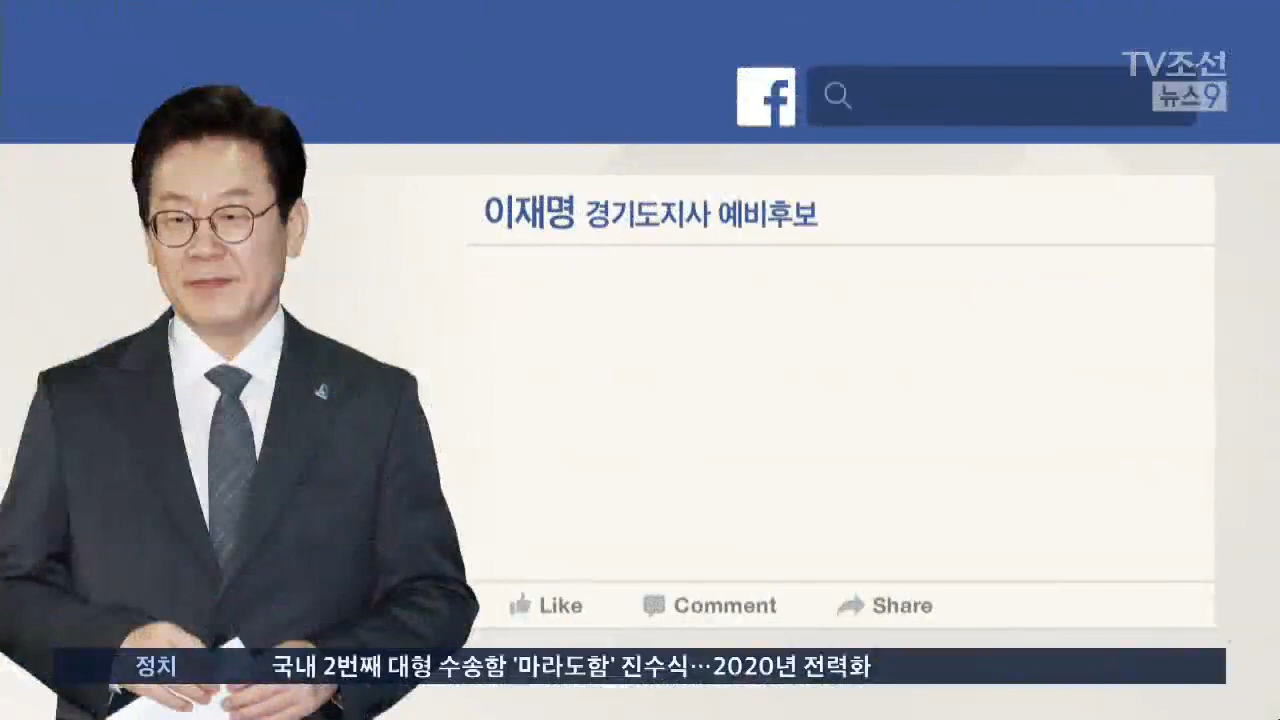 TV조선
뉴스9
이재명 경기도지사 예비후보
Like Comment Share
정치 국내 2번째 대형 수송함 '마라도함' 진수식…2020년 전력화